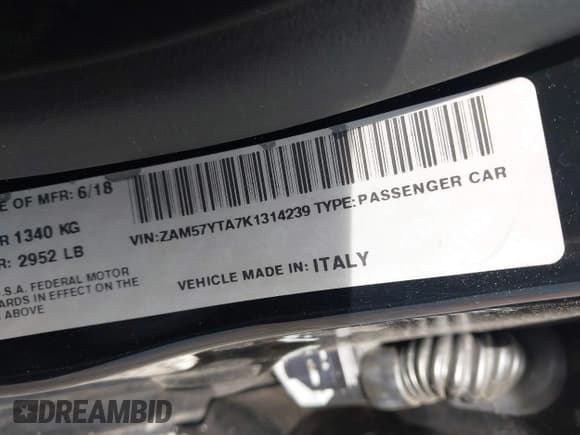 E OF MFR: 6/18
R 1340 KG
R: 2952 LB
VIN:ZAM57YTA7K1314239 TYPE:PASSENGER CAR
.S.A. FEDERAL MOTOR
ARDS IN EFFECT ON THE
ABOVE
VEHICLE MADE IN: ITALY
DREAMBID